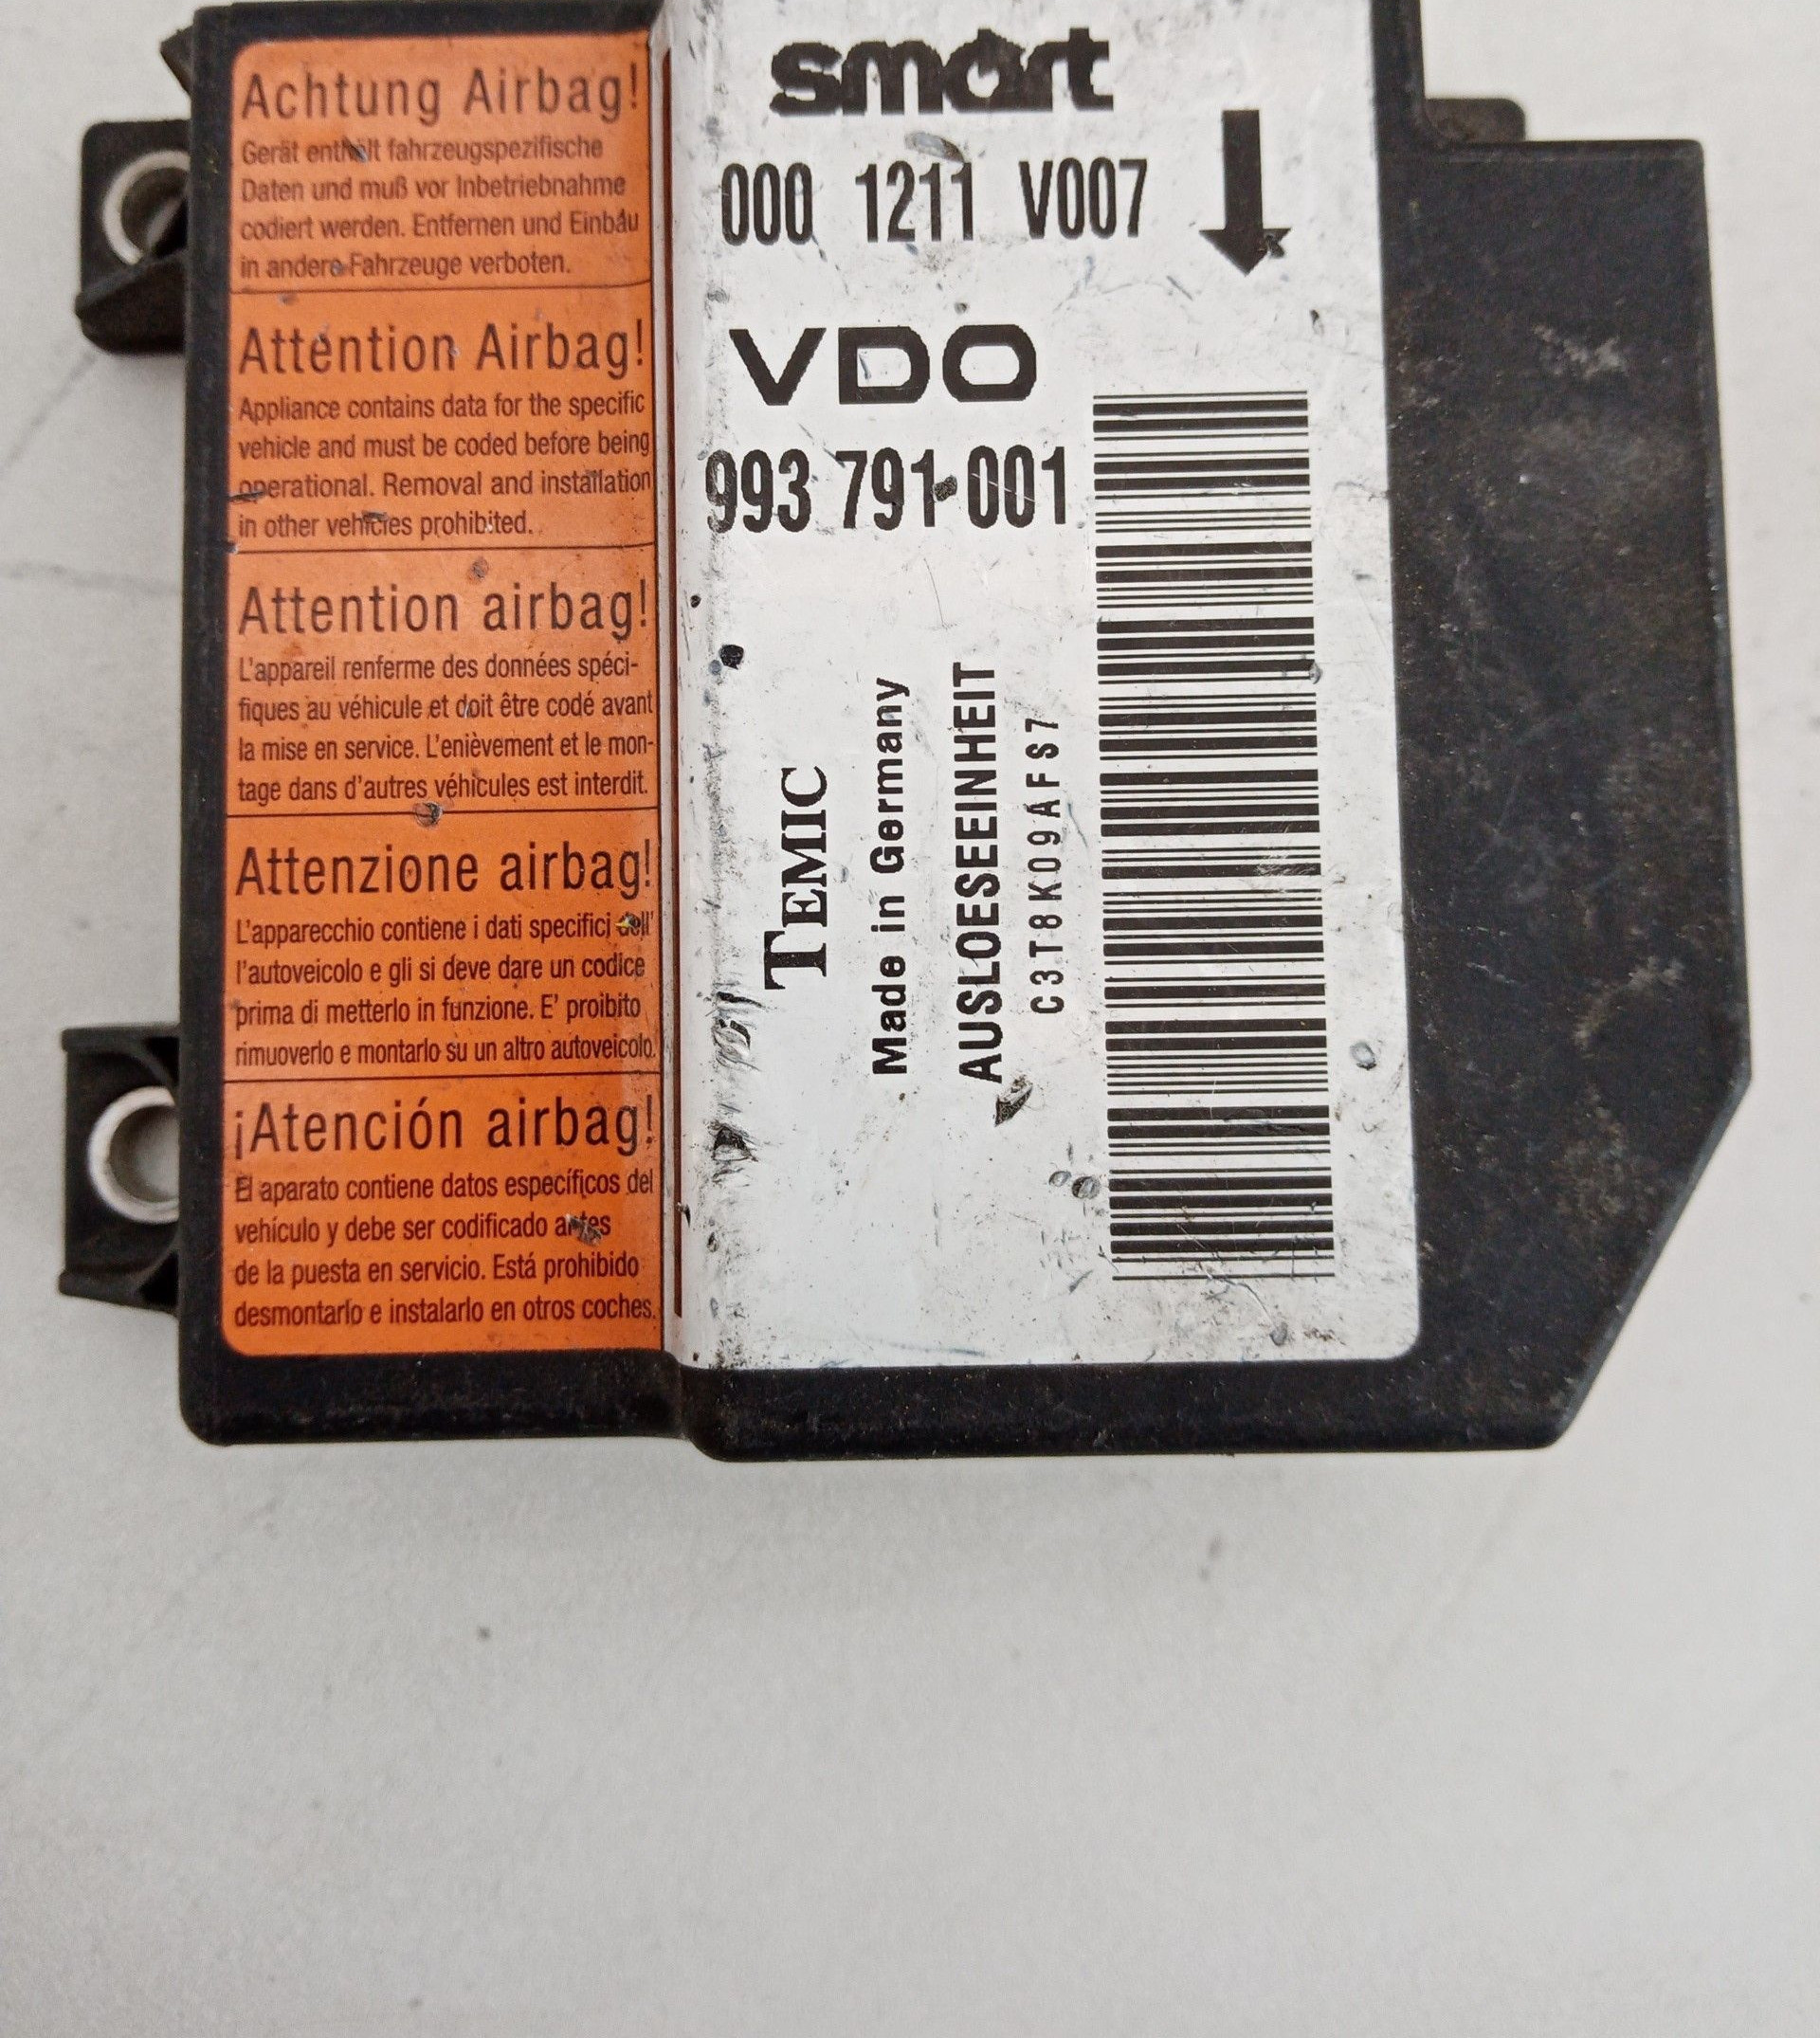 Achtung Airbag!
Gerät enthält fahrzeugspezifische
Daten und muß vor Inbetriebnahme
codiert werden. Entfernen und Einbau
in andere Fahrzeuge verboten.
Attention Airbag!
Appliance contains data for the specific
vehicle and must be coded before being
operational. Removal and installation
in other vehicles prohibited.
Attention airbag!
L'appareil renferme des données spéci-
fiques au véhicule et doit être codé avant
la mise en service. L'enièvement et le mon-
tage dans d'autres véhicules est interdit.
Attenzione airbag!
L'apparecchio contiene i dati specifici dell'
l'autoveicolo e gli si deve dare un codice
prima di metterlo in funzione. E' proibito
rimuoverlo e montarlo su un altro autoveicolo.
¡Atención airbag!
El aparato contiene datos específicos del
vehículo y debe ser codificado antes
de la puesta en servicio. Está prohibido
desmontarlo e instalarlo en otros coches.
smart
000 1211 V007
VDO
993 791-001
TEMIC
Made in Germany
AUSLOESEEINHEIT
C3T8K09AFS7